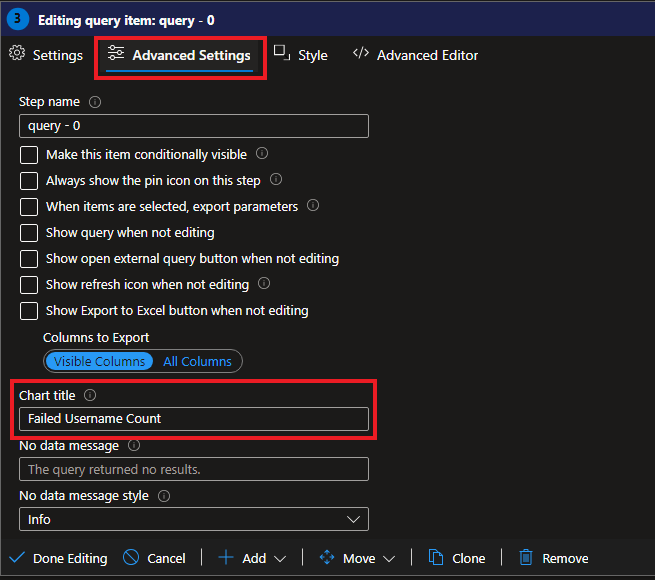 3 Editing query item: query - 0
Settings Advanced Settings Style </> Advanced Editor
Step name
query - 0
Make this item conditionally visible
Always show the pin icon on this step
When items are selected, export parameters
Show query when not editing
Show open external query button when not editing
Show refresh icon when not editing
Show Export to Excel button when not editing
Columns to Export
Visible Columns All Columns
Chart title
Failed Username Count
No data message
The query returned no results.
No data message style
Info
Done Editing Cancel Add Move Clone Remove